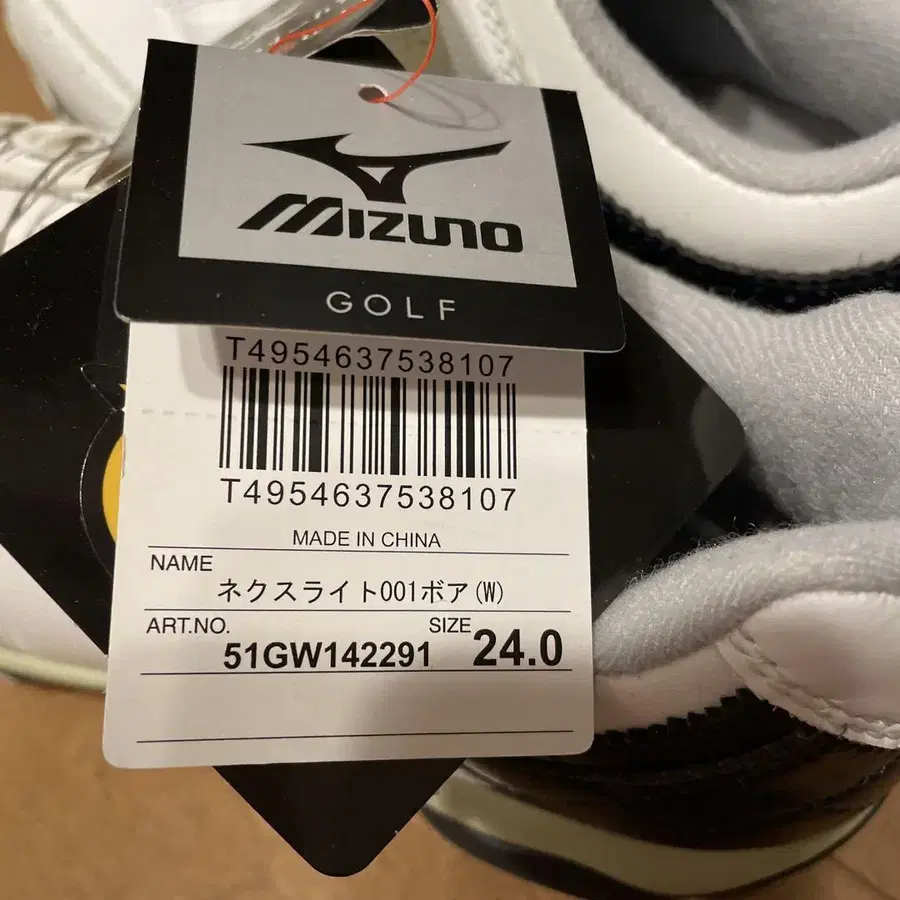 MIZUNO
GOLF
T4954637538107
T4954637538107
MADE IN CHINA
NAME
ネクスライト001ボア(W)
ART.NO.
51GW142291
SIZE
24.0